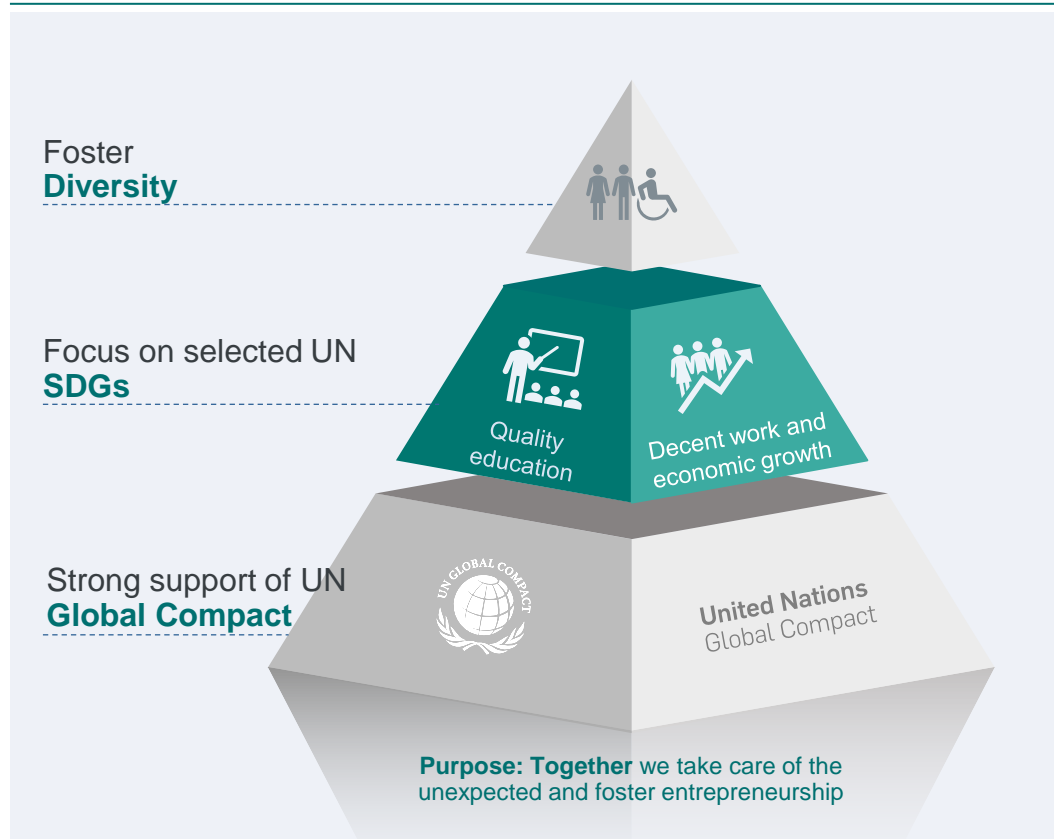 Foster
Diversity
Focus on selected UN
SDGs
Quality
education
Decent work and
economic growth
Strong support of UN
Global Compact
UN GLOBAL COMPACT
United Nations
Global Compact
Purpose: Together we take care of the
unexpected and foster entrepreneurship